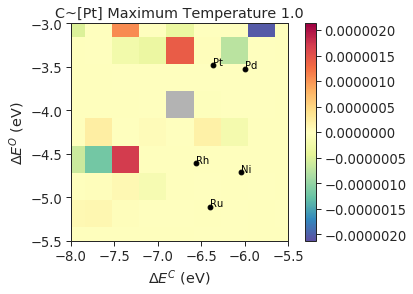 C~[Pt] Maximum Temperature 1.0
−3.0
−3.5
−4.0
−4.5
−5.0
−5.5
ΔE^O (eV)
Pt
Pd
Rh
Ni
Ru
−8.0 −7.5 −7.0 −6.5 −6.0 −5.5
ΔE^C (eV)
0.0000020
0.0000015
0.0000010
0.0000005
0.0000000
−0.0000005
−0.0000010
−0.0000015
−0.0000020